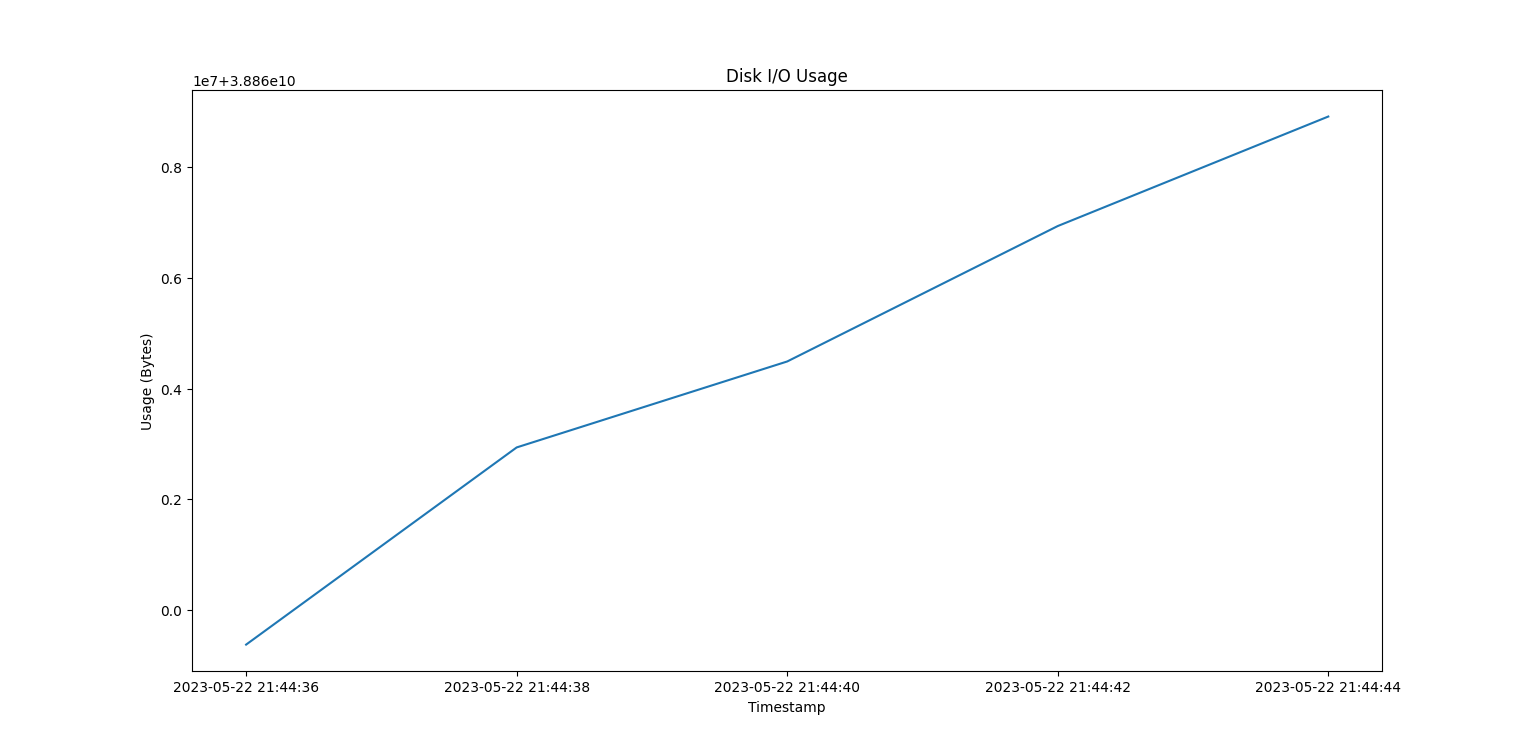 Disk I/O Usage
1e7+3.886e10
0.8
0.6
0.4
0.2
0.0
Usage (Bytes)
2023-05-22 21:44:36
2023-05-22 21:44:38
2023-05-22 21:44:40
2023-05-22 21:44:42
2023-05-22 21:44:44
Timestamp